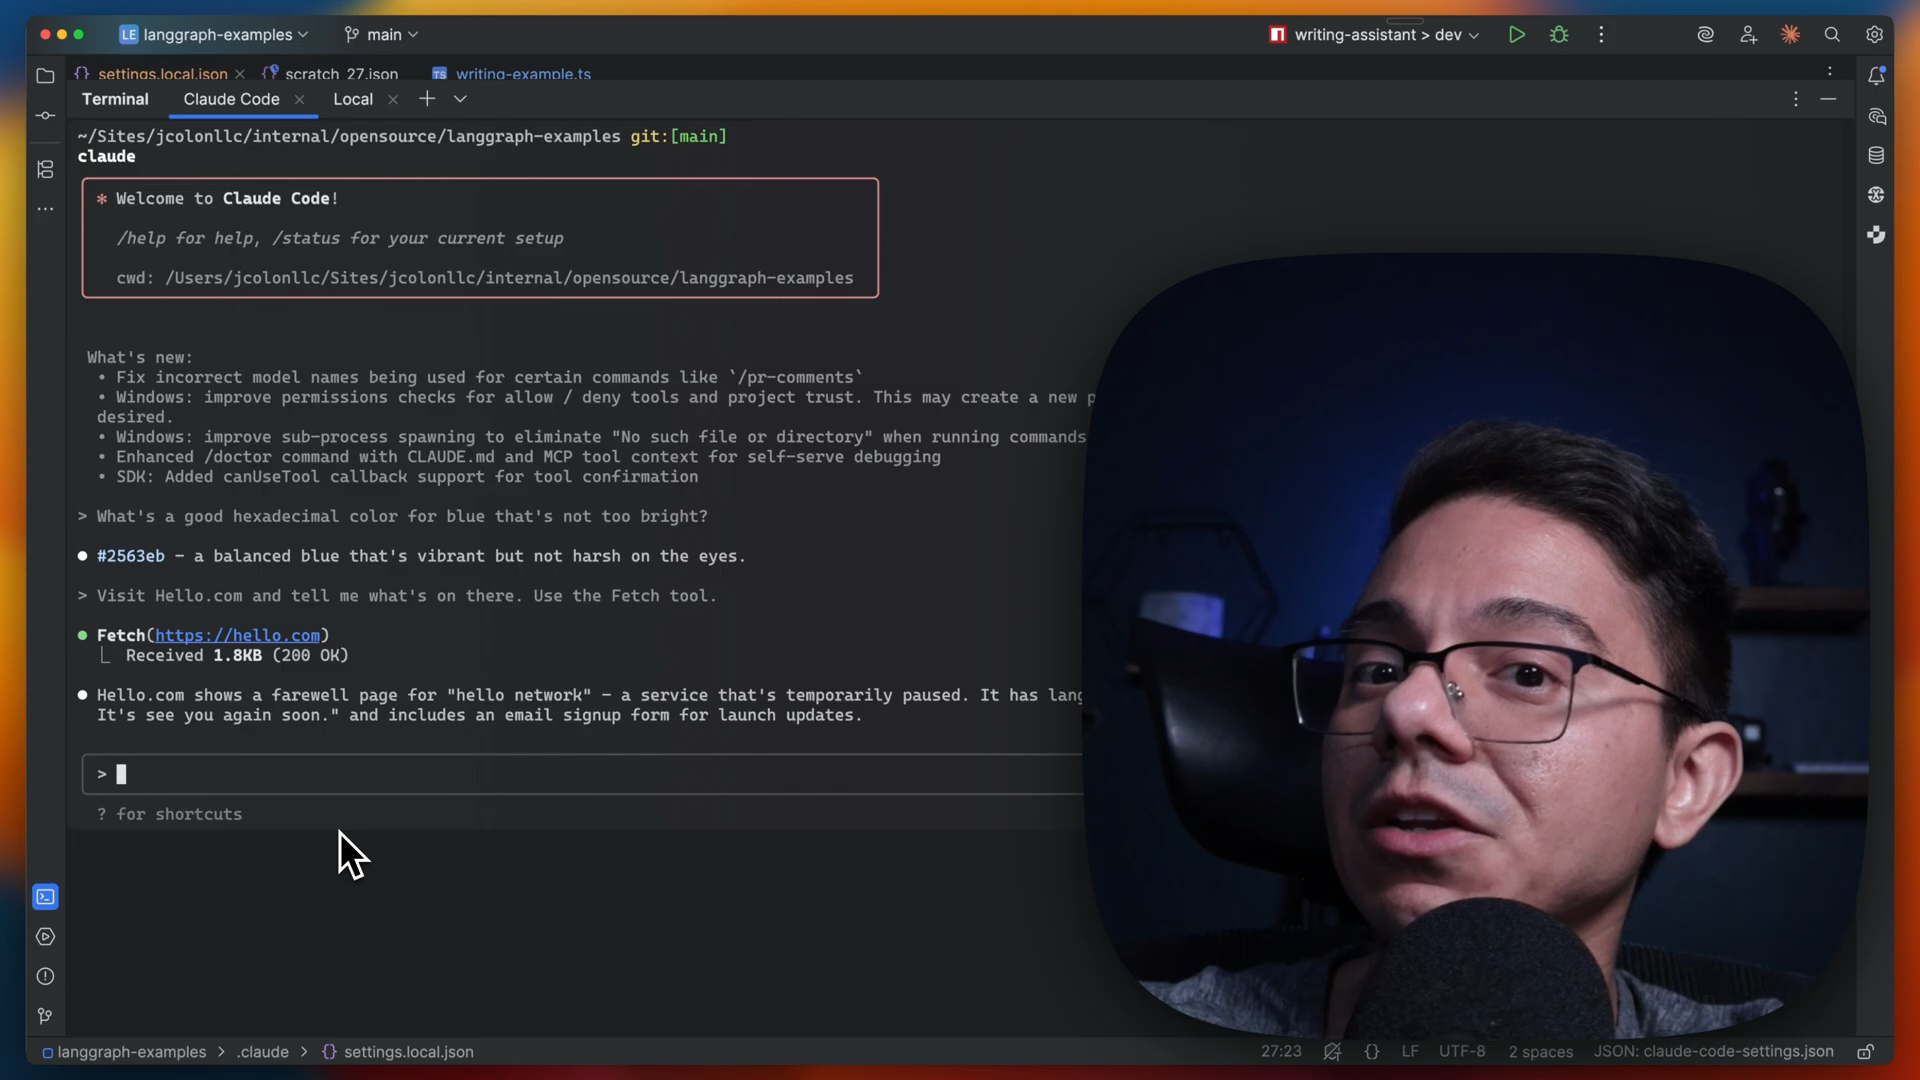 LE langgraph-examples main writing-assistant > dev
settings.local.json scratch_27.json TS writing-example.ts
Terminal Claude Code Local
~/Sites/jcolonllc/internal/opensource/langgraph-examples git:[main]
claude
* Welcome to Claude Code!
/help for help, /status for your current setup
cwd: /Users/jcolonllc/Sites/jcolonllc/internal/opensource/langgraph-examples
What's new:
• Fix incorrect model names being used for certain commands like `/pr-comments`
• Windows: improve permissions checks for allow / deny tools and project trust. This may create a new p
desired.
• Windows: improve sub-process spawning to eliminate "No such file or directory" when running commands
• Enhanced /doctor command with CLAUDE.md and MCP tool context for self-serve debugging
• SDK: Added canUseTool callback support for tool confirmation
> What's a good hexadecimal color for blue that's not too bright?
● #2563eb – a balanced blue that's vibrant but not harsh on the eyes.
> Visit Hello.com and tell me what's on there. Use the Fetch tool.
● Fetch(https://hello.com)
⎣ Received 1.8KB (200 OK)
● Hello.com shows a farewell page for "hello network" – a service that's temporarily paused. It has lang
It's see you again soon." and includes an email signup form for launch updates.
>
? for shortcuts
langgraph-examples > .claude > {} settings.local.json 27:23 {} LF UTF-8 2 spaces JSON: claude-code-settings.json